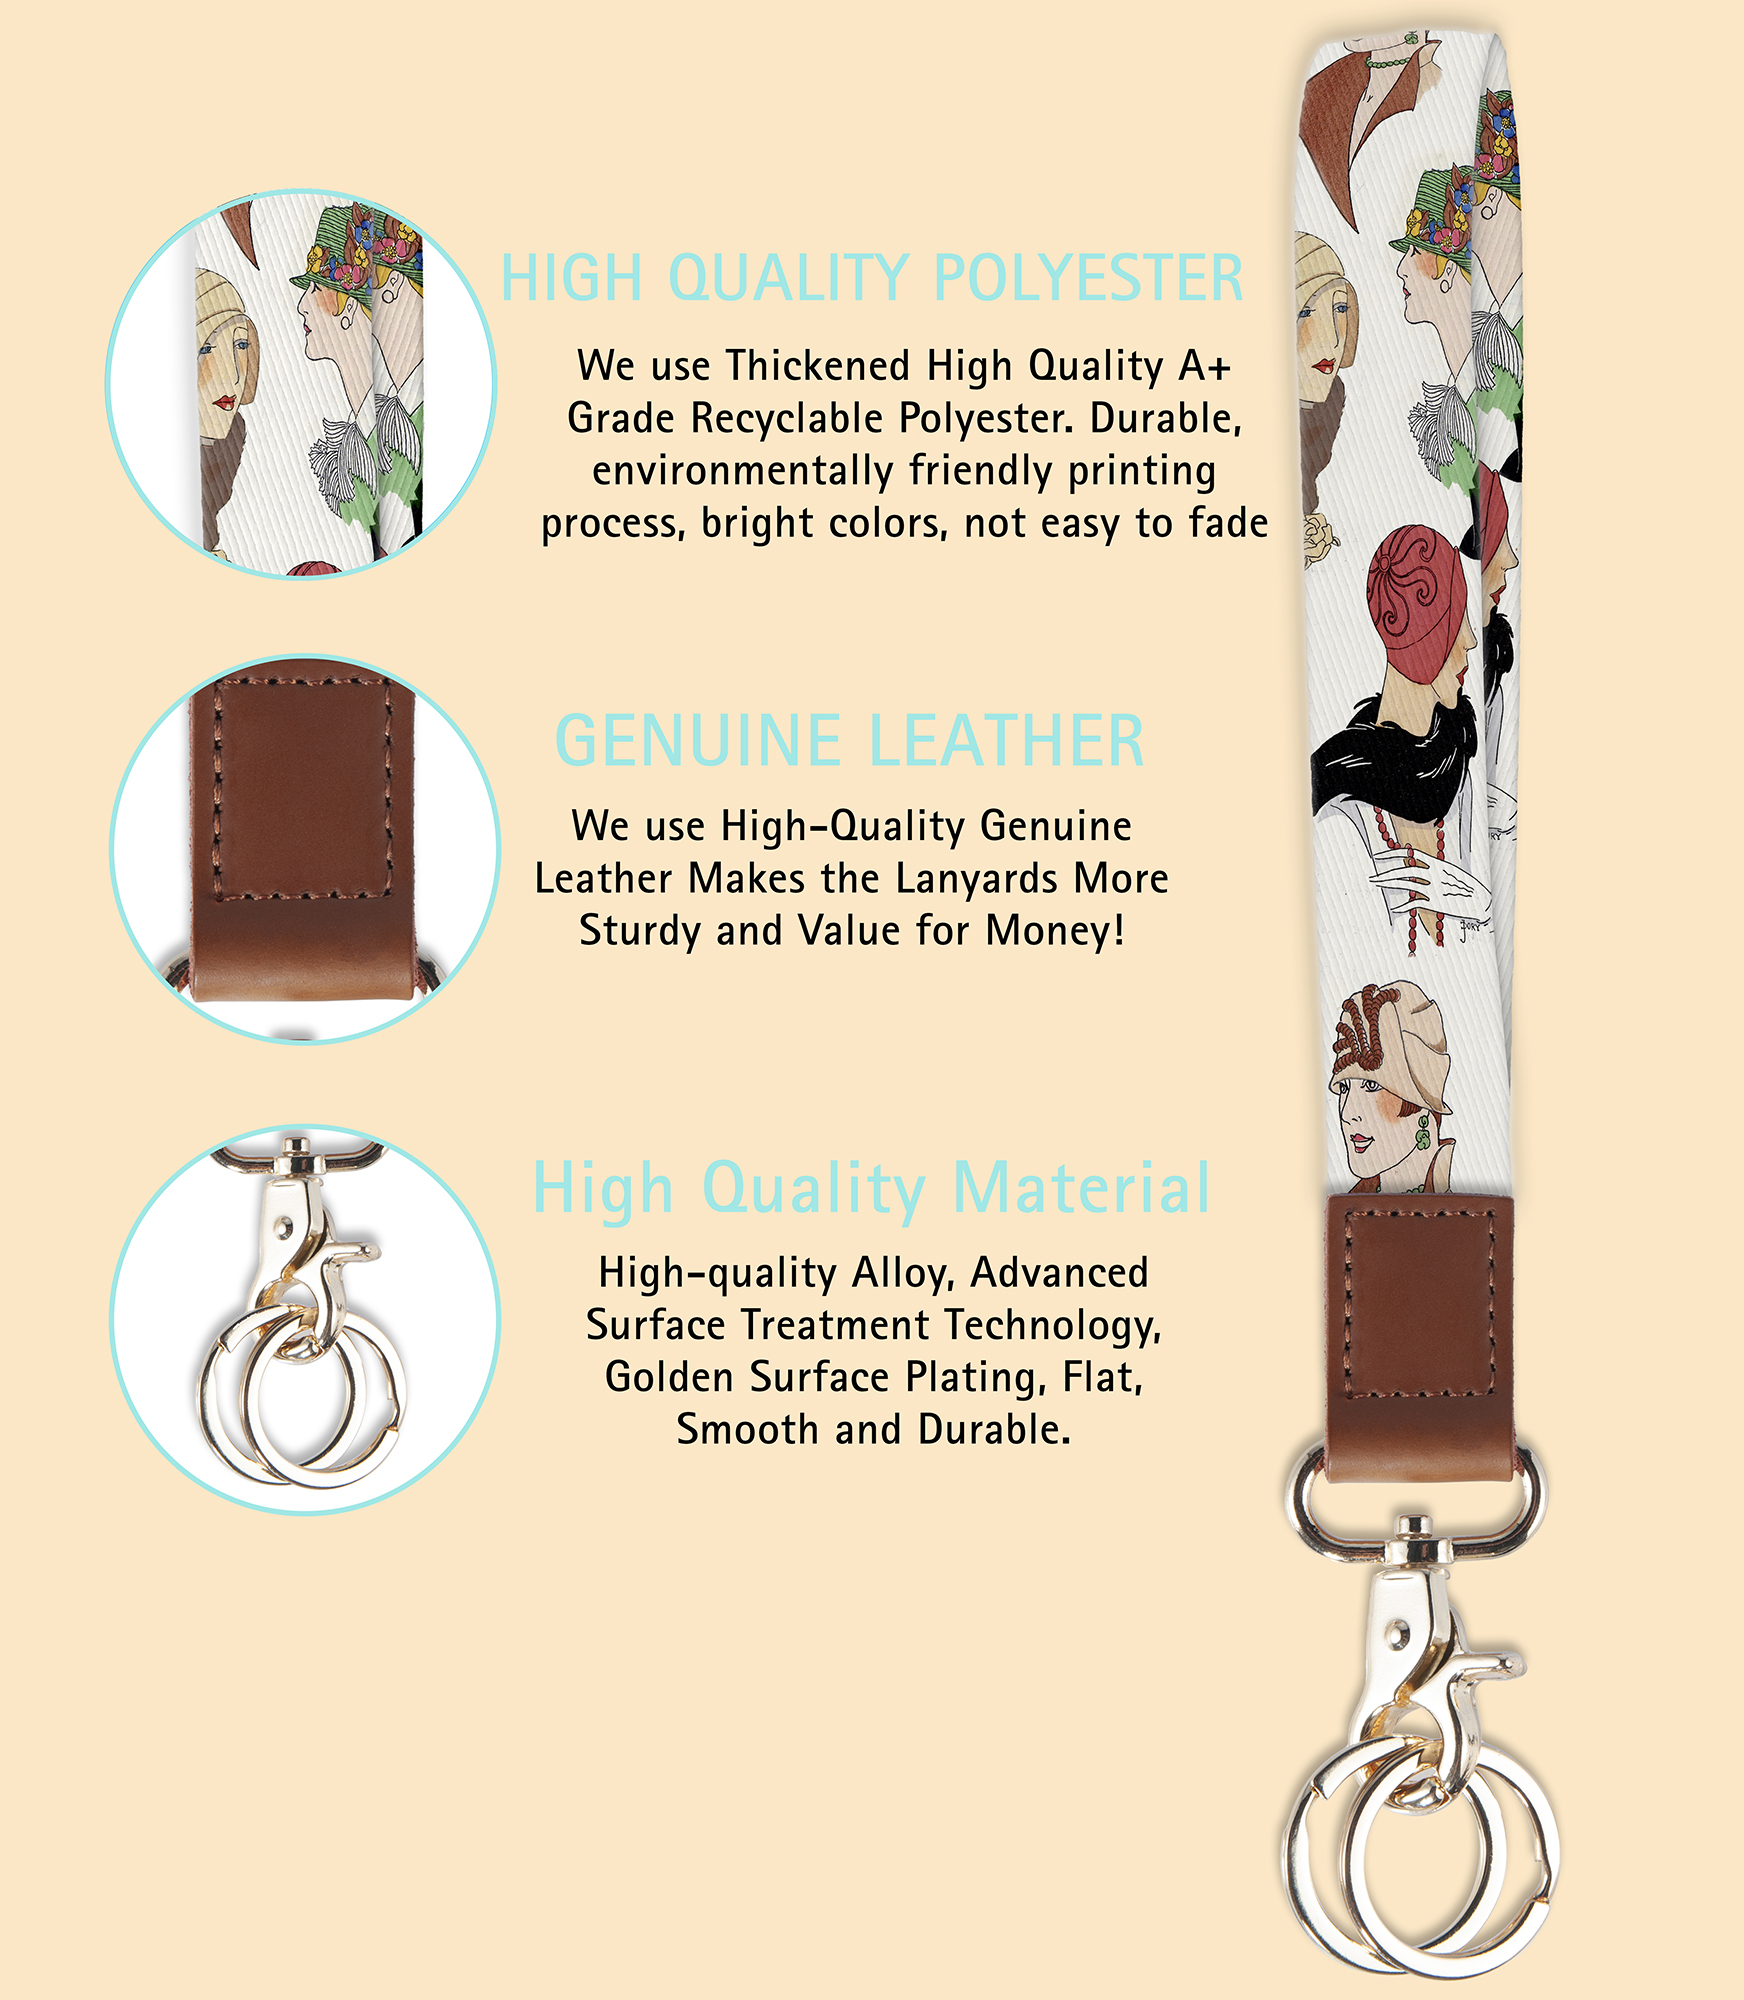 HIGH QUALITY POLYESTER
We use Thickened High Quality A+
Grade Recyclable Polyester. Durable,
environmentally friendly printing
process, bright colors, not easy to fade
GENUINE LEATHER
We use High-Quality Genuine
Leather Makes the Lanyards More
Sturdy and Value for Money!
High Quality Material
High-quality Alloy, Advanced
Surface Treatment Technology,
Golden Surface Plating, Flat,
Smooth and Durable.